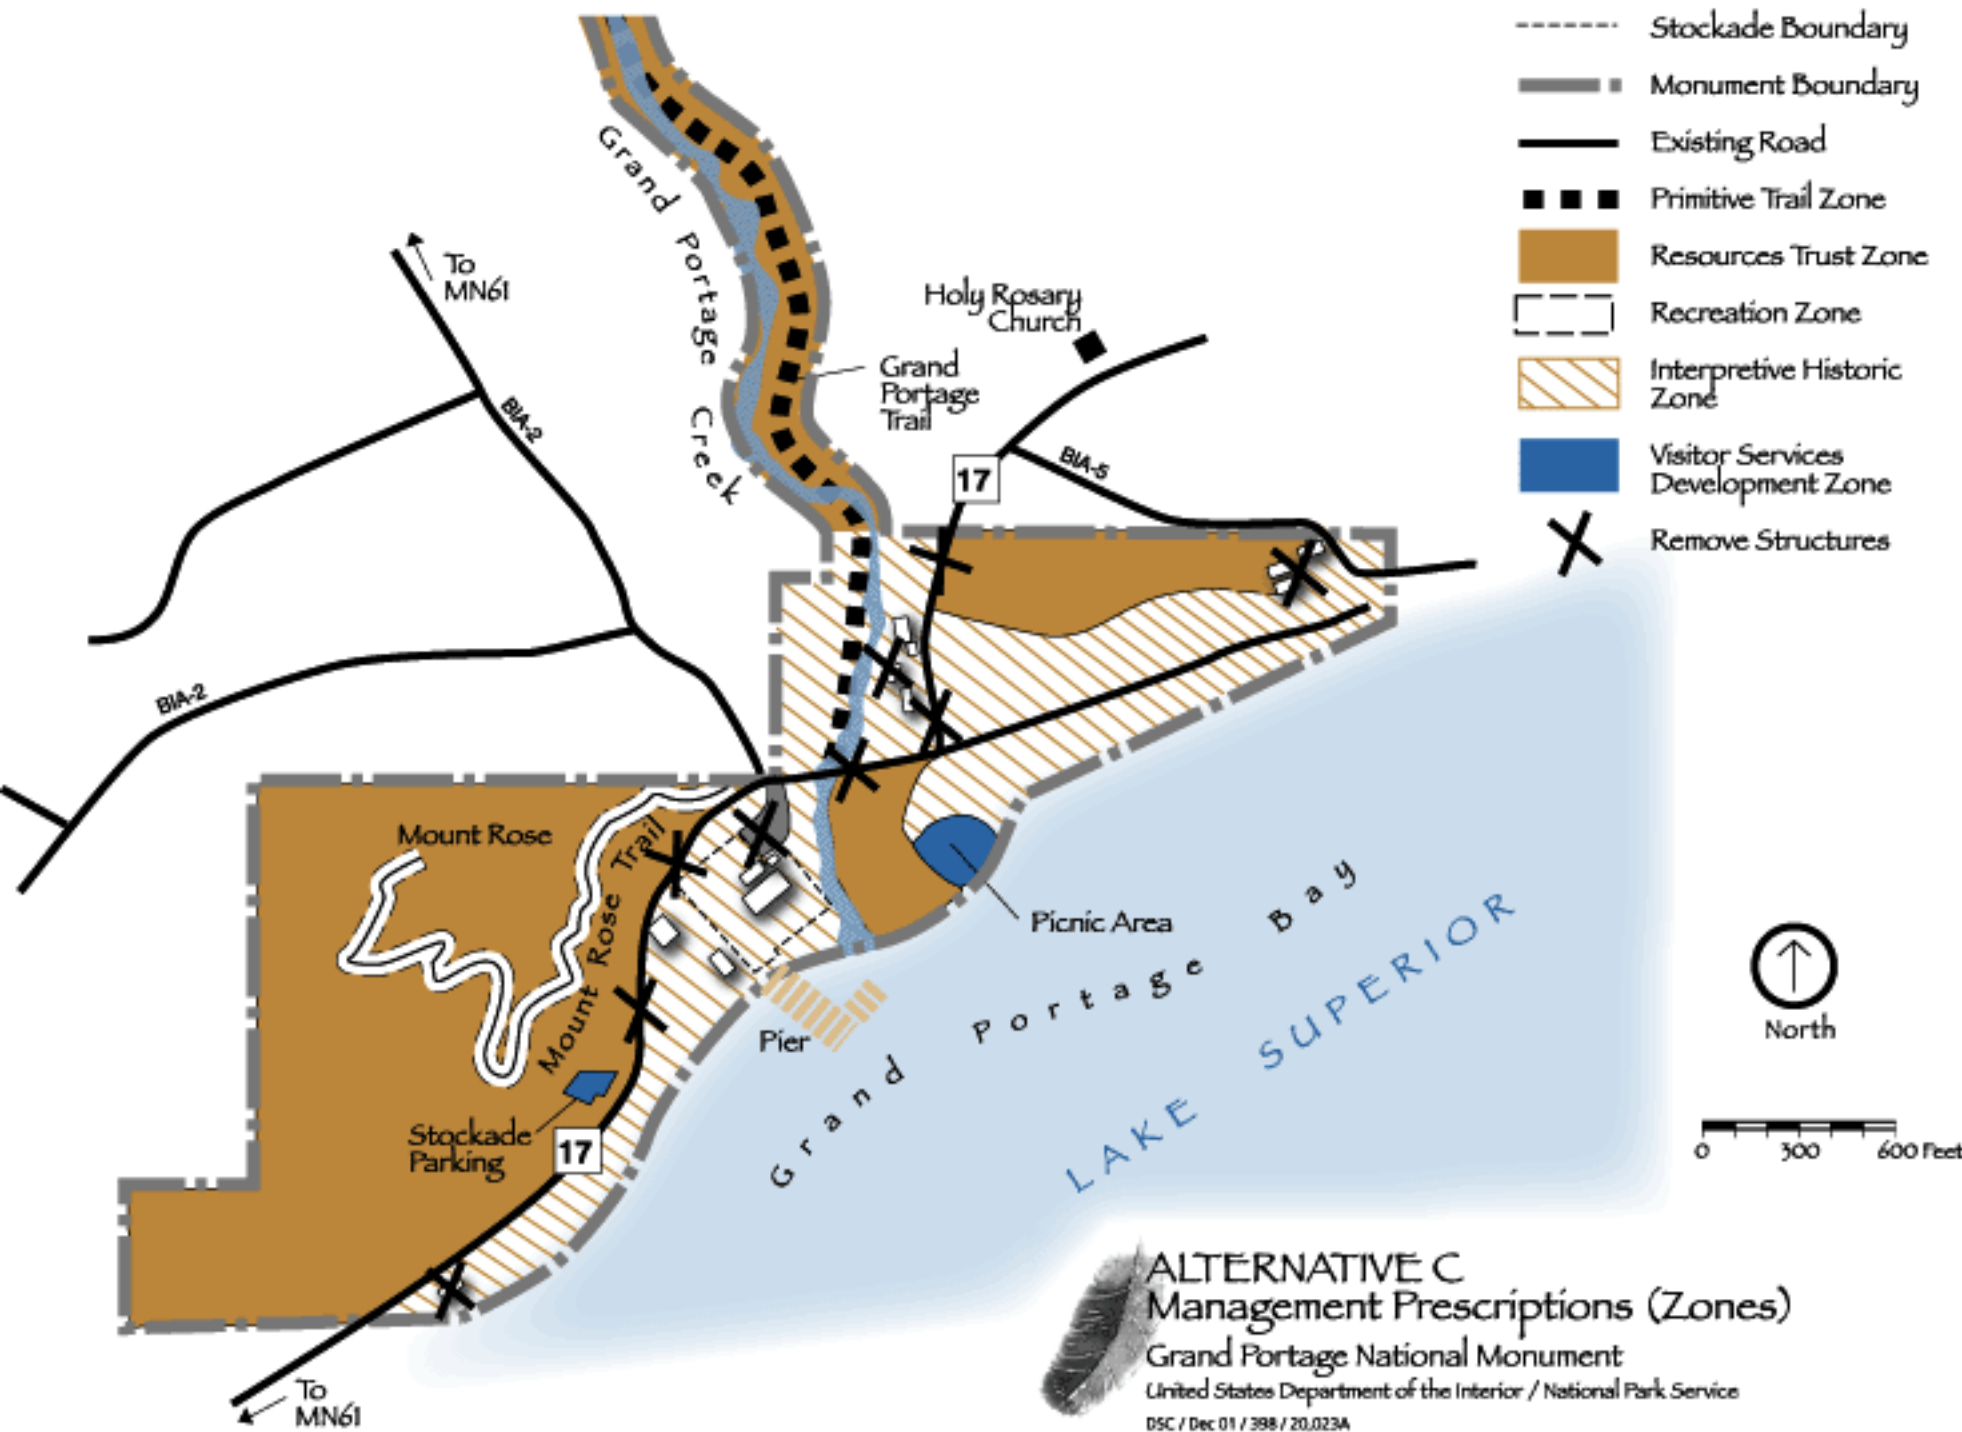 Stockade Boundary
Monument Boundary
Existing Road
Primitive Trail Zone
Resources Trust Zone
Recreation Zone
Interpretive Historic
Zone
Visitor Services
Development Zone
Remove Structures
Grand Portage Creek
To
MN61
BIA-2
Holy Rosary
Church
Grand
Portage
Trail
17
BIA-5
BIA-2
Mount Rose
Mount Rose Trail
Picnic Area
Pier
Grand Portage Bay
LAKE SUPERIOR
Stockade
Parking
17
To
MN61
North
0 300 600 Feet
ALTERNATIVE C
Management Prescriptions (Zones)
Grand Portage National Monument
United States Department of the Interior / National Park Service
DSC / Dec 01 / 398 / 20,023A